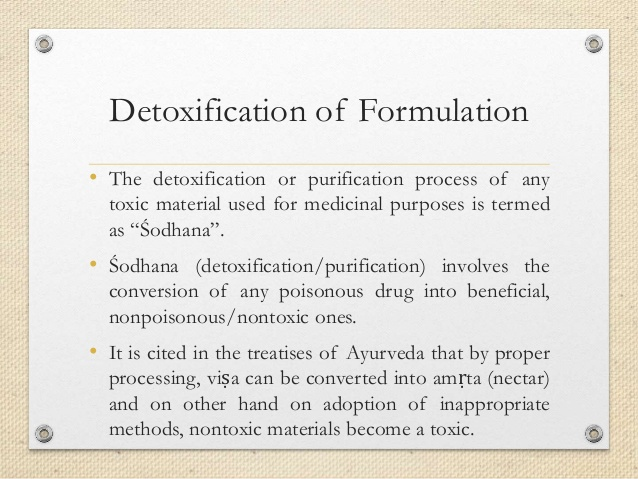 Detoxification of Formulation
• The detoxification or purification process of any
toxic material used for medicinal purposes is termed
as “Śodhana”.
• Śodhana (detoxification/purification) involves the
conversion of any poisonous drug into beneficial,
nonpoisonous/nontoxic ones.
• It is cited in the treatises of Ayurveda that by proper
processing, viṣa can be converted into amṛta (nectar)
and on other hand on adoption of inappropriate
methods, nontoxic materials become a toxic.